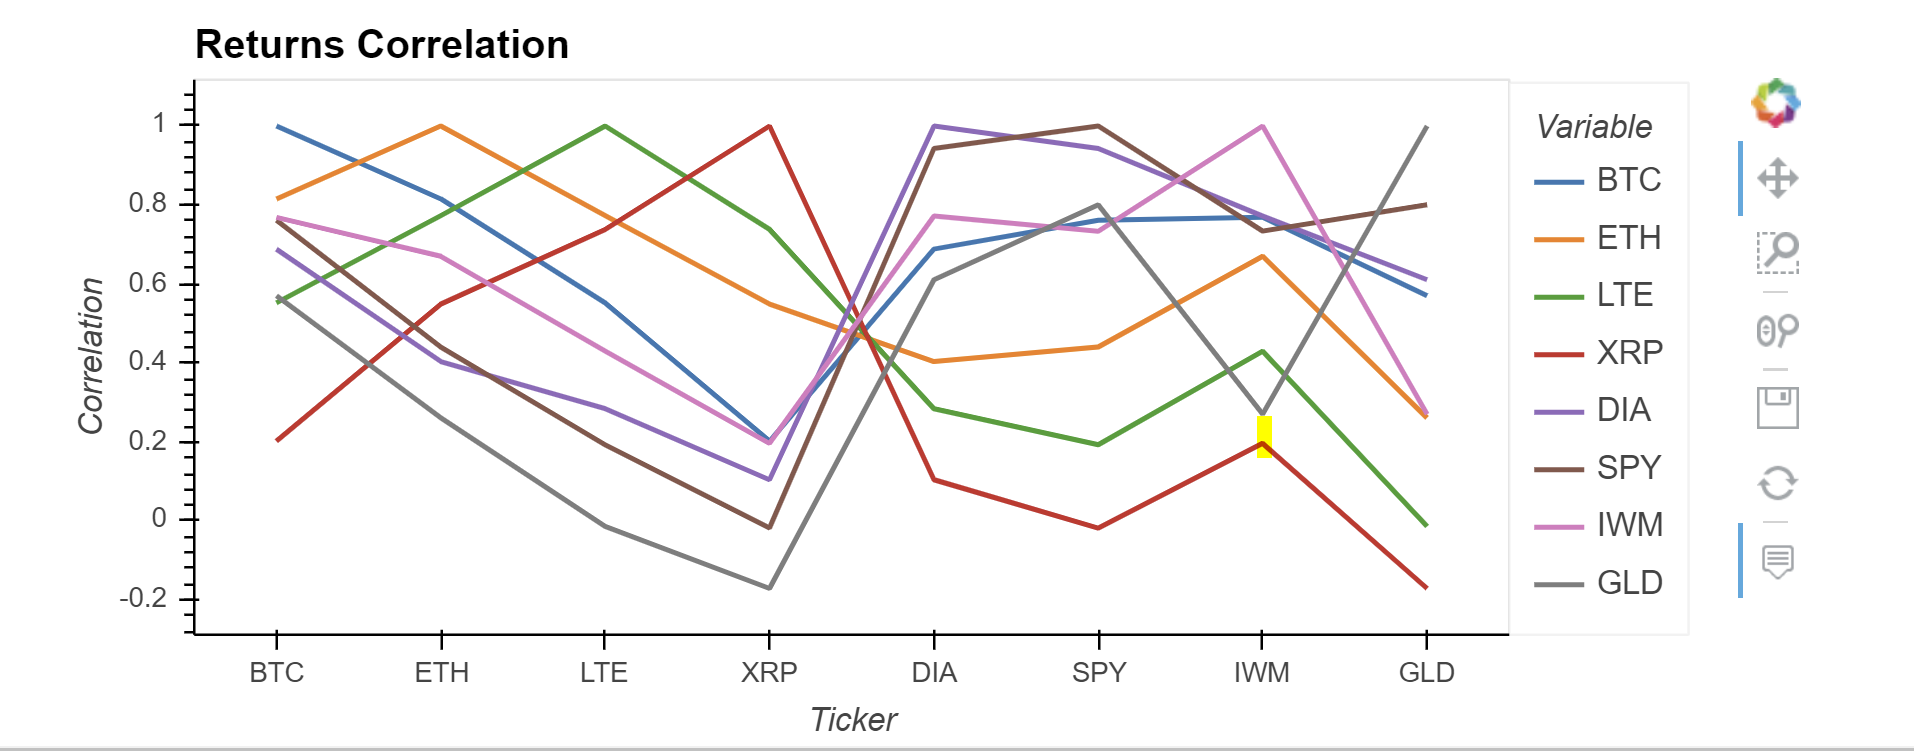 Returns Correlation
Correlation
1
0.8
0.6
0.4
0.2
0
-0.2
BTC ETH LTE XRP DIA SPY IWM GLD
Ticker
Variable
BTC
ETH
LTE
XRP
DIA
SPY
IWM
GLD